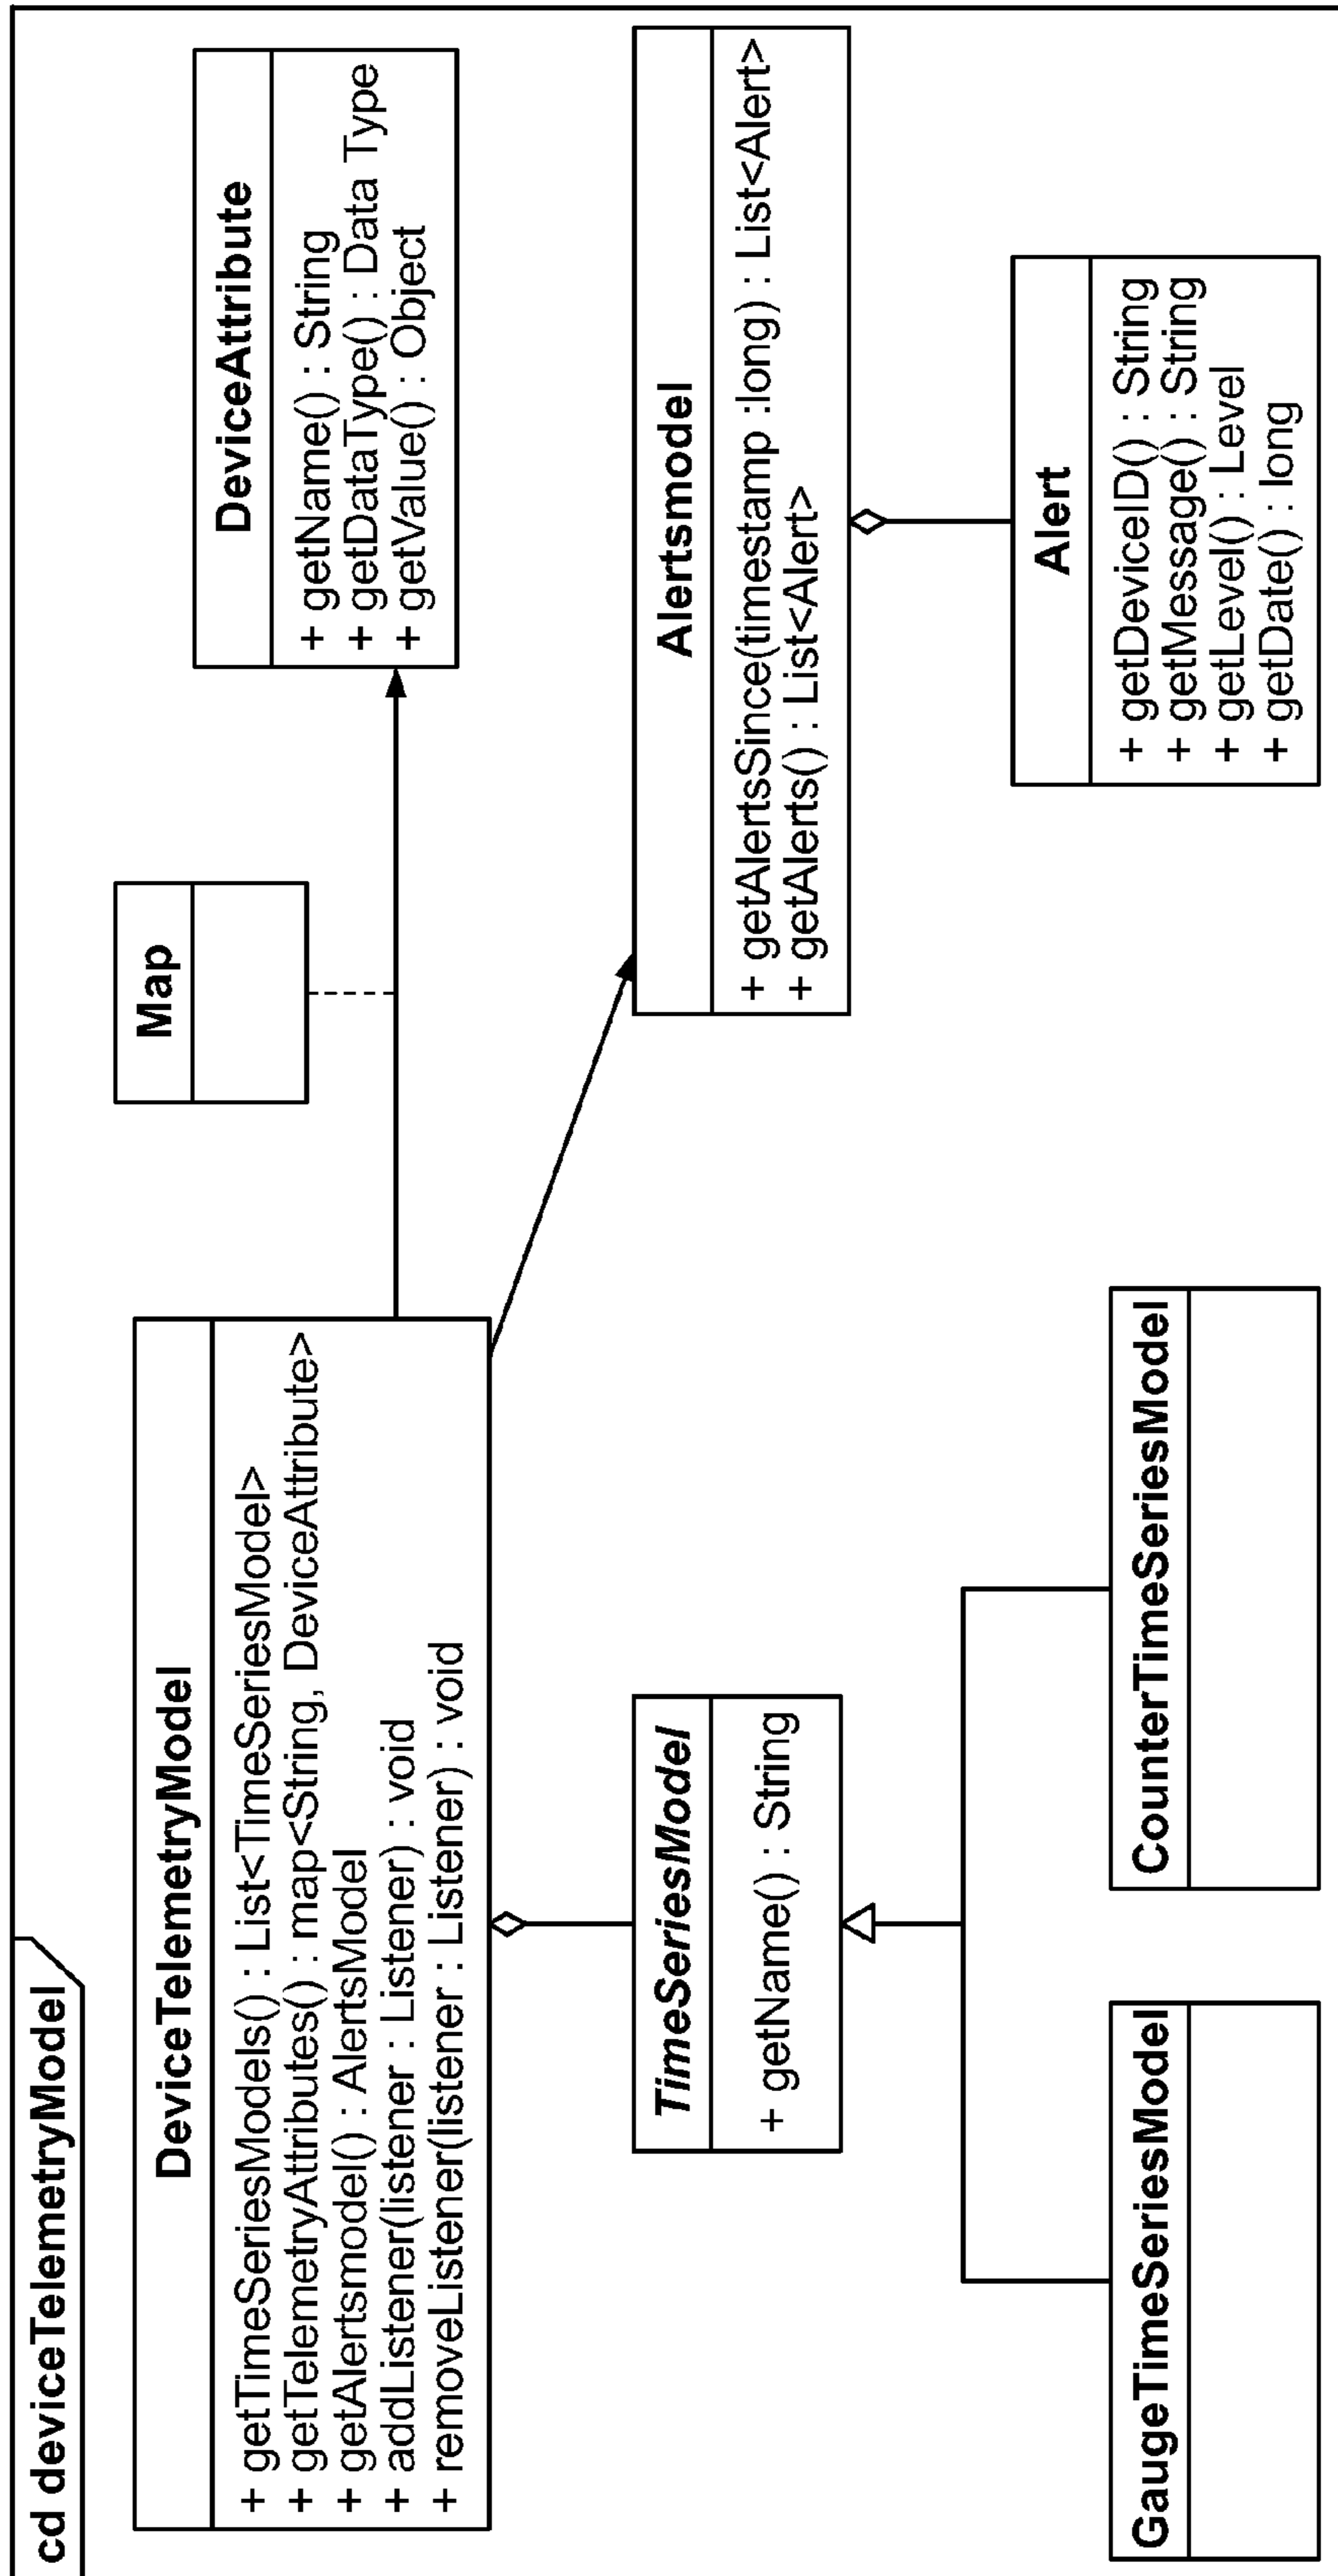 cd deviceTelemetryModel
DeviceTelemetryModel
+ getTimeSeriesModels() : List<TimeSeriesModel>
+ getTelemetryAttributes() : map<String, DeviceAttribute>
+ getAlertsmodel() : AlertsModel
+ addListener(listener : Listener) : void
+ removeListener(listener : Listener) : void
Map
DeviceAttribute
+ getName() : String
+ getDataType() : Data Type
+ getValue() : Object
TimeSeriesModel
+ getName() : String
Alertsmodel
+ getAlertsSince(timestamp :long) : List<Alert>
+ getAlerts() : List<Alert>
GaugeTimeSeriesModel
CounterTimeSeriesModel
Alert
+ getDeviceID() : String
+ getMessage() : String
+ getLevel() : Level
+ getDate() : long